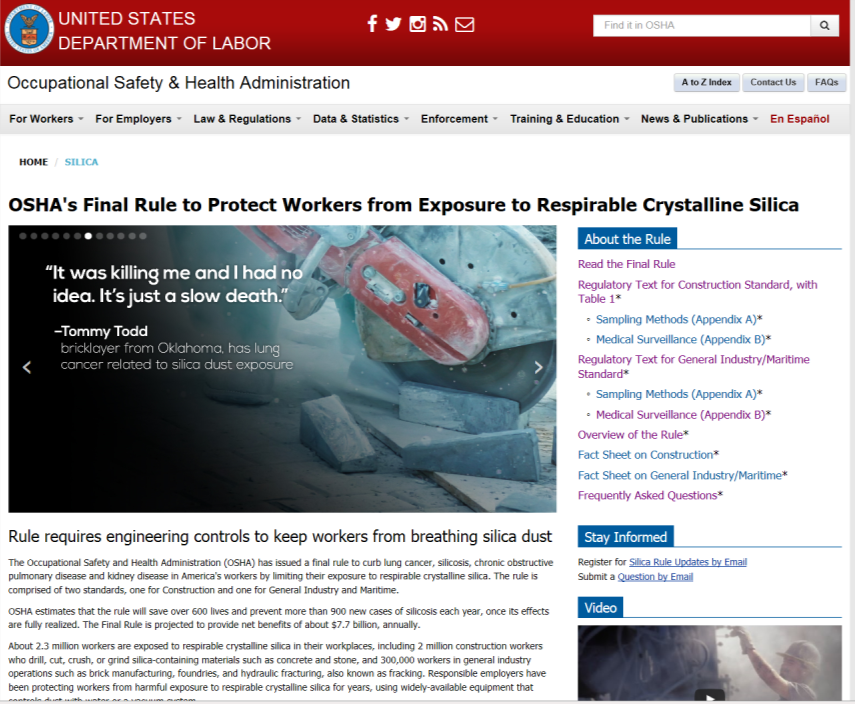 UNITED STATES
DEPARTMENT OF LABOR
Find it in OSHA
Occupational Safety & Health Administration
A to Z Index
Contact Us
FAQs
For Workers
For Employers
Law & Regulations
Data & Statistics
Enforcement
Training & Education
News & Publications
En Español
HOME / SILICA
OSHA's Final Rule to Protect Workers from Exposure to Respirable Crystalline Silica
“It was killing me and I had no
idea. It’s just a slow death.”
–Tommy Todd
bricklayer from Oklahoma, has lung
cancer related to silica dust exposure
Rule requires engineering controls to keep workers from breathing silica dust
The Occupational Safety and Health Administration (OSHA) has issued a final rule to curb lung cancer, silicosis, chronic obstructive
pulmonary disease and kidney disease in America's workers by limiting their exposure to respirable crystalline silica. The rule is
comprised of two standards, one for Construction and one for General Industry and Maritime.
OSHA estimates that the rule will save over 600 lives and prevent more than 900 new cases of silicosis each year, once its effects
are fully realized. The Final Rule is projected to provide net benefits of about $7.7 billion, annually.
About 2.3 million workers are exposed to respirable crystalline silica in their workplaces, including 2 million construction workers
who drill, cut, crush, or grind silica-containing materials such as concrete and stone, and 300,000 workers in general industry
operations such as brick manufacturing, foundries, and hydraulic fracturing, also known as fracking. Responsible employers have
been protecting workers from harmful exposure to respirable crystalline silica for years, using widely-available equipment that
controls dust with water or a vacuum system.
About the Rule
Read the Final Rule
Regulatory Text for Construction Standard, with
Table 1*
◦ Sampling Methods (Appendix A)*
◦ Medical Surveillance (Appendix B)*
Regulatory Text for General Industry/Maritime
Standard*
◦ Sampling Methods (Appendix A)*
◦ Medical Surveillance (Appendix B)*
Overview of the Rule*
Fact Sheet on Construction*
Fact Sheet on General Industry/Maritime*
Frequently Asked Questions*
Stay Informed
Register for Silica Rule Updates by Email
Submit a Question by Email
Video